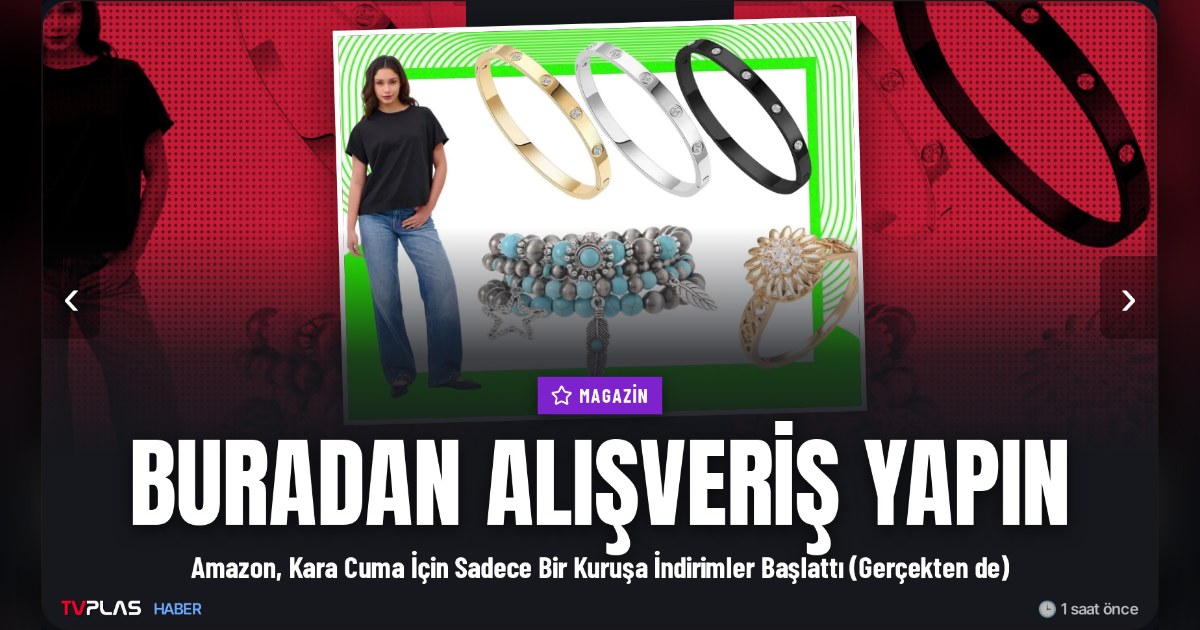 MAGAZİN
BURADAN ALIŞVERİŞ YAPIN
Amazon, Kara Cuma İçin Sadece Bir Kuruşa İndirimler Başlattı (Gerçekten de)
TVPLAS HABER
1 saat önce